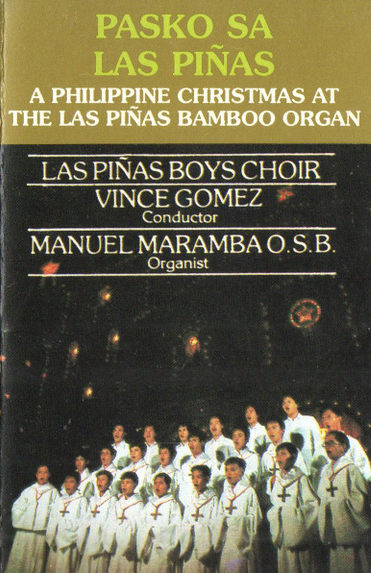 PASKO SA
LAS PIÑAS
A PHILIPPINE CHRISTMAS AT
THE LAS PIÑAS BAMBOO ORGAN
LAS PIÑAS BOYS CHOIR
VINCE GOMEZ
Conductor
MANUEL MARAMBA O.S.B.
Organist